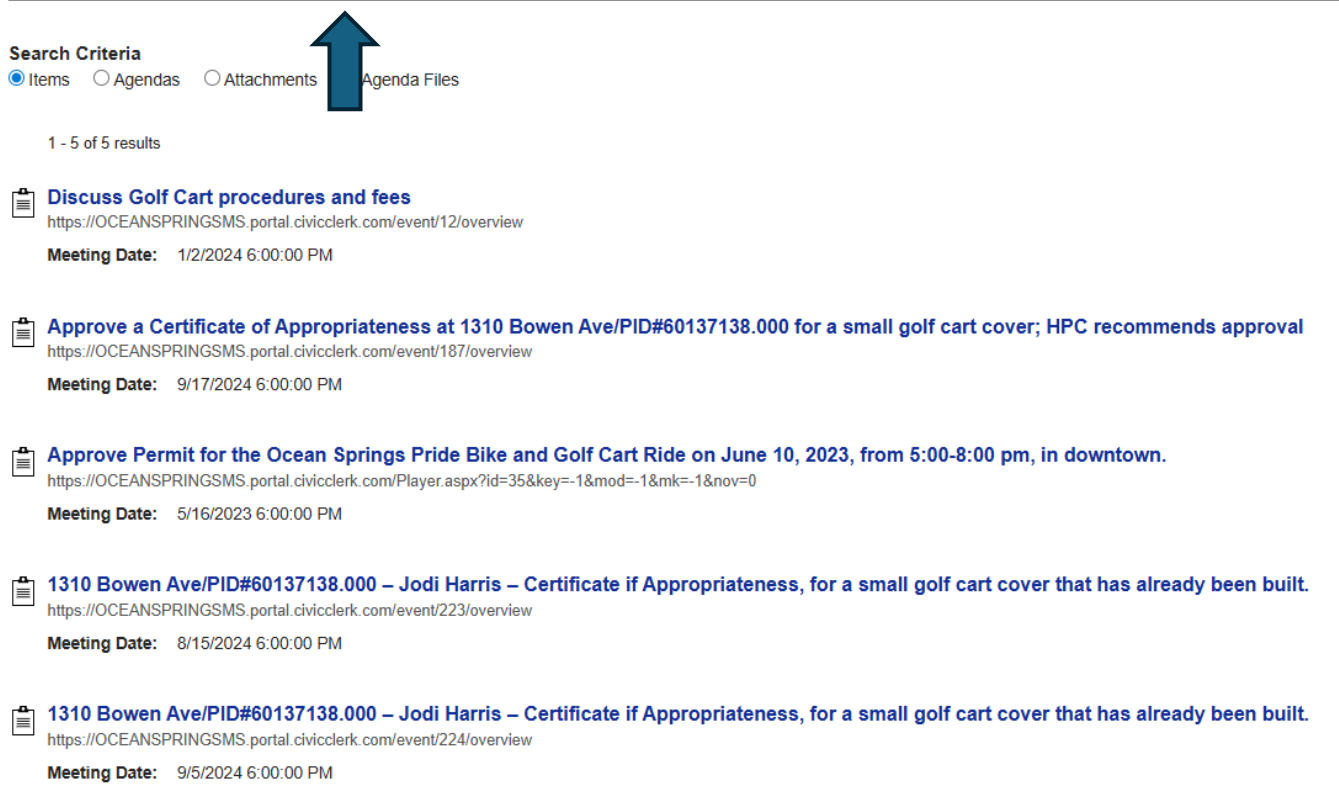 Search Criteria
Items Agendas Attachments Agenda Files
1 - 5 of 5 results
Discuss Golf Cart procedures and fees
https://OCEANSPRINGSMS.portal.civicclerk.com/event/12/overview
Meeting Date: 1/2/2024 6:00:00 PM
Approve a Certificate of Appropriateness at 1310 Bowen Ave/PID#60137138.000 for a small golf cart cover; HPC recommends approval
https://OCEANSPRINGSMS.portal.civicclerk.com/event/187/overview
Meeting Date: 9/17/2024 6:00:00 PM
Approve Permit for the Ocean Springs Pride Bike and Golf Cart Ride on June 10, 2023, from 5:00-8:00 pm, in downtown.
https://OCEANSPRINGSMS.portal.civicclerk.com/Player.aspx?id=35&key=-1&mod=-1&mk=-1&nov=0
Meeting Date: 5/16/2023 6:00:00 PM
1310 Bowen Ave/PID#60137138.000 – Jodi Harris – Certificate if Appropriateness, for a small golf cart cover that has already been built.
https://OCEANSPRINGSMS.portal.civicclerk.com/event/223/overview
Meeting Date: 8/15/2024 6:00:00 PM
1310 Bowen Ave/PID#60137138.000 – Jodi Harris – Certificate if Appropriateness, for a small golf cart cover that has already been built.
https://OCEANSPRINGSMS.portal.civicclerk.com/event/224/overview
Meeting Date: 9/5/2024 6:00:00 PM